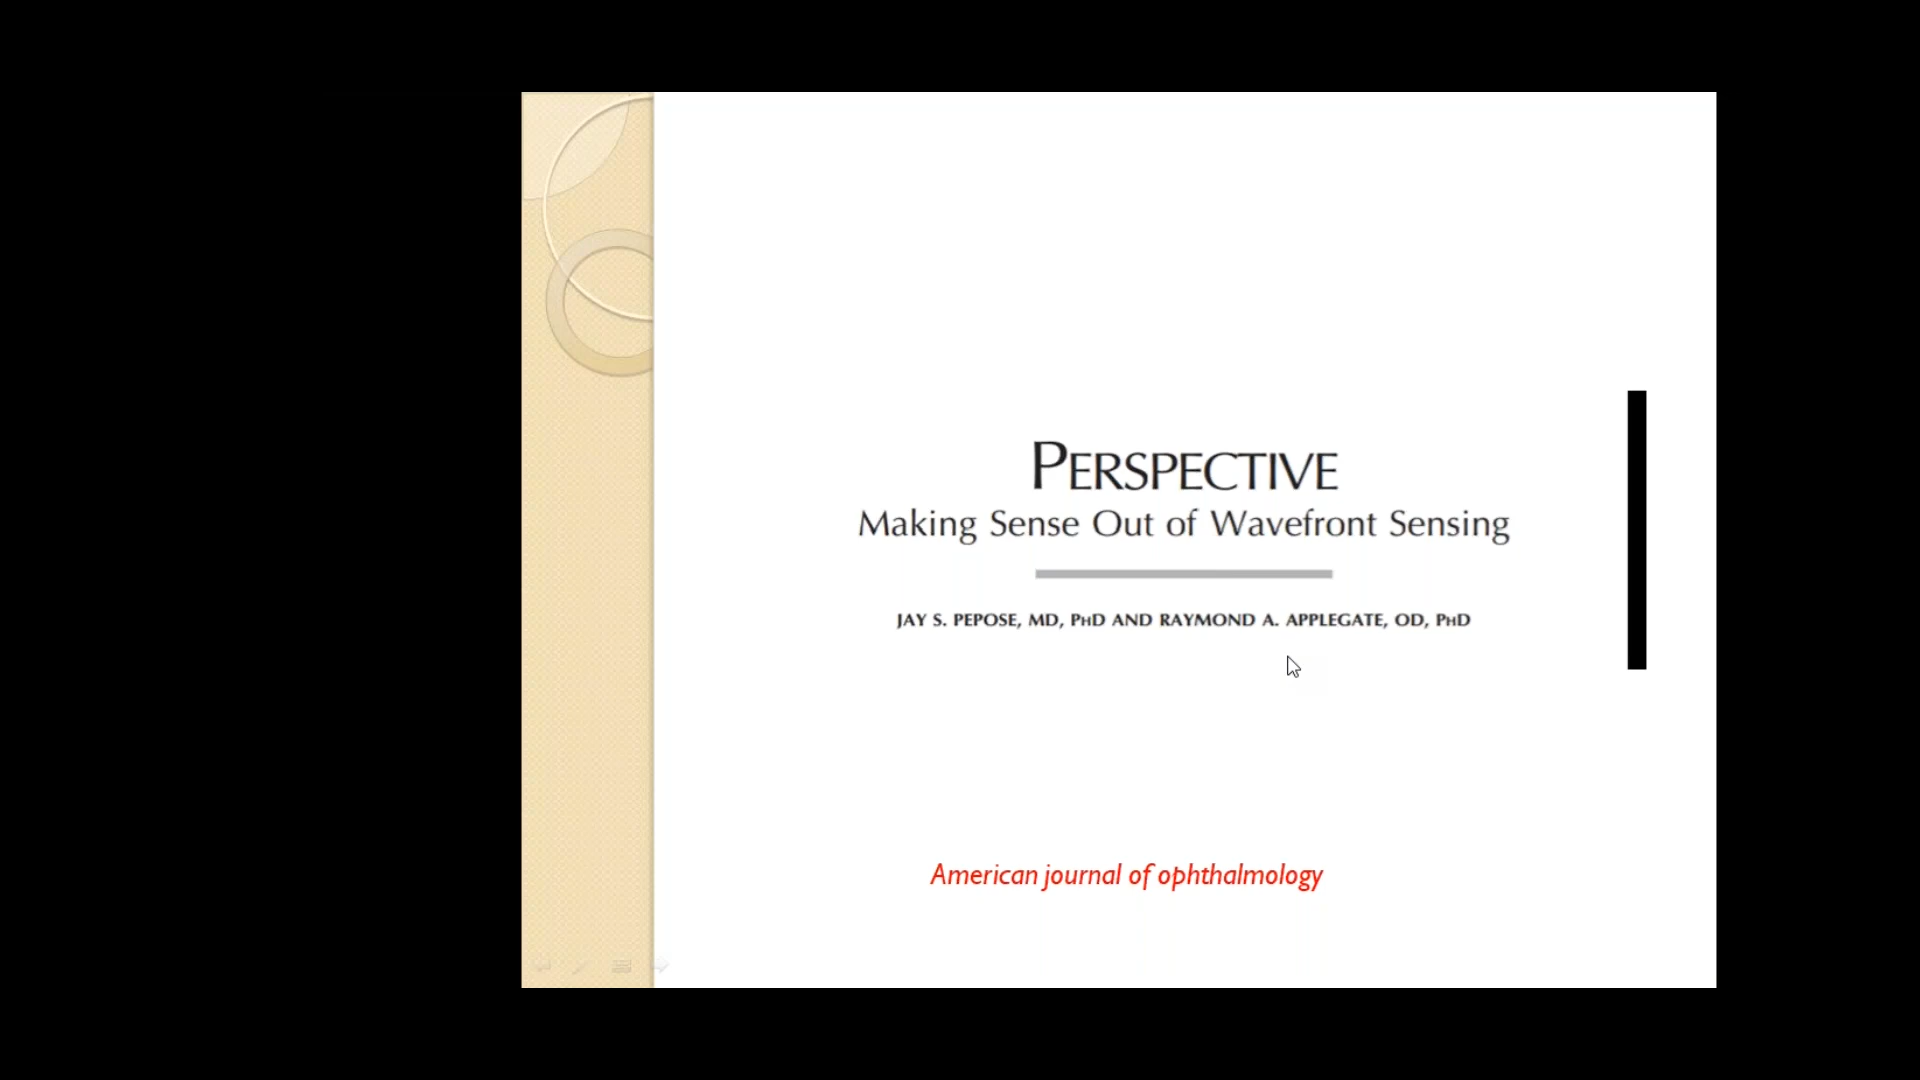 PERSPECTIVE
Making Sense Out of Wavefront Sensing
JAY S. PEPOSE, MD, PHD AND RAYMOND A. APPLEGATE, OD, PHD
American journal of ophthalmology